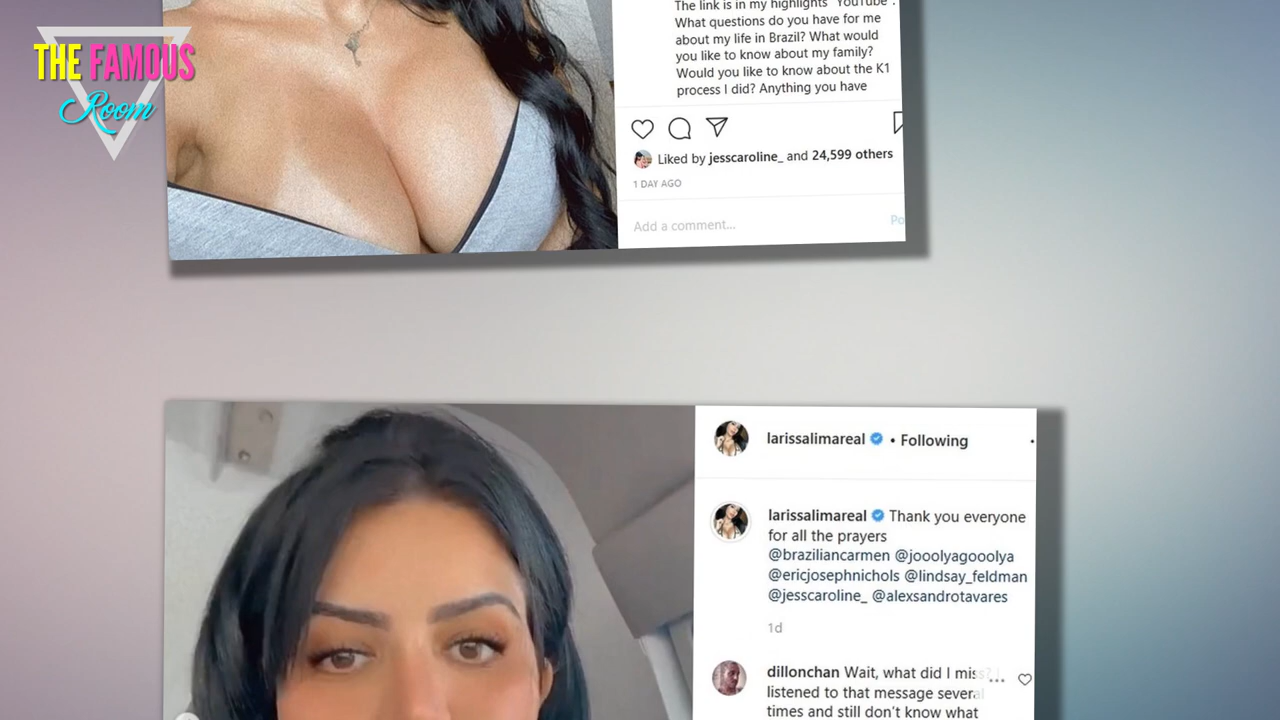 THE FAMOUS
Room
The link is in my highlights "YouTube".
What questions do you have for me
about my life in Brazil? What would
you like to know about my family?
Would you like to know about the K1
process I did? Anything you have
Liked by jesscaroline_ and 24,599 others
1 DAY AGO
Add a comment...
Po
larissalimareal • Following
larissalimareal Thank you everyone
for all the prayers
@braziliancarmen @jooolyagooolya
@ericjosephnichols @lindsay_feldman
@jesscaroline_ @alexsandrotavares
1d
dillonchan Wait, what did I miss? I
listened to that message several
times and still don't know what